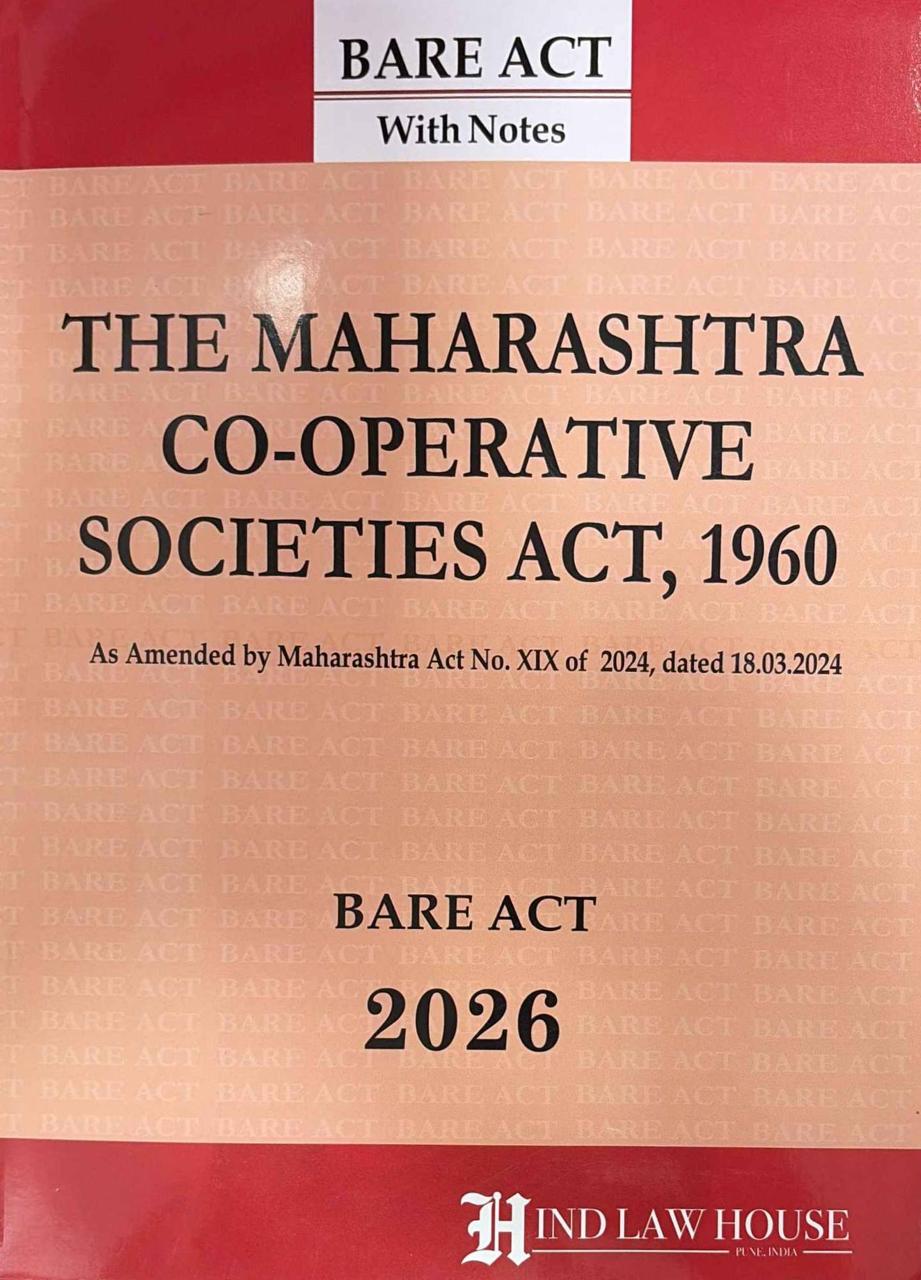 BARE ACT
With Notes
THE MAHARASHTRA
CO-OPERATIVE
SOCIETIES ACT, 1960
As Amended by Maharashtra Act No. XIX of 2024, dated 18.03.2024
BARE ACT
2026
HIND LAW HOUSE
PUNE, INDIA